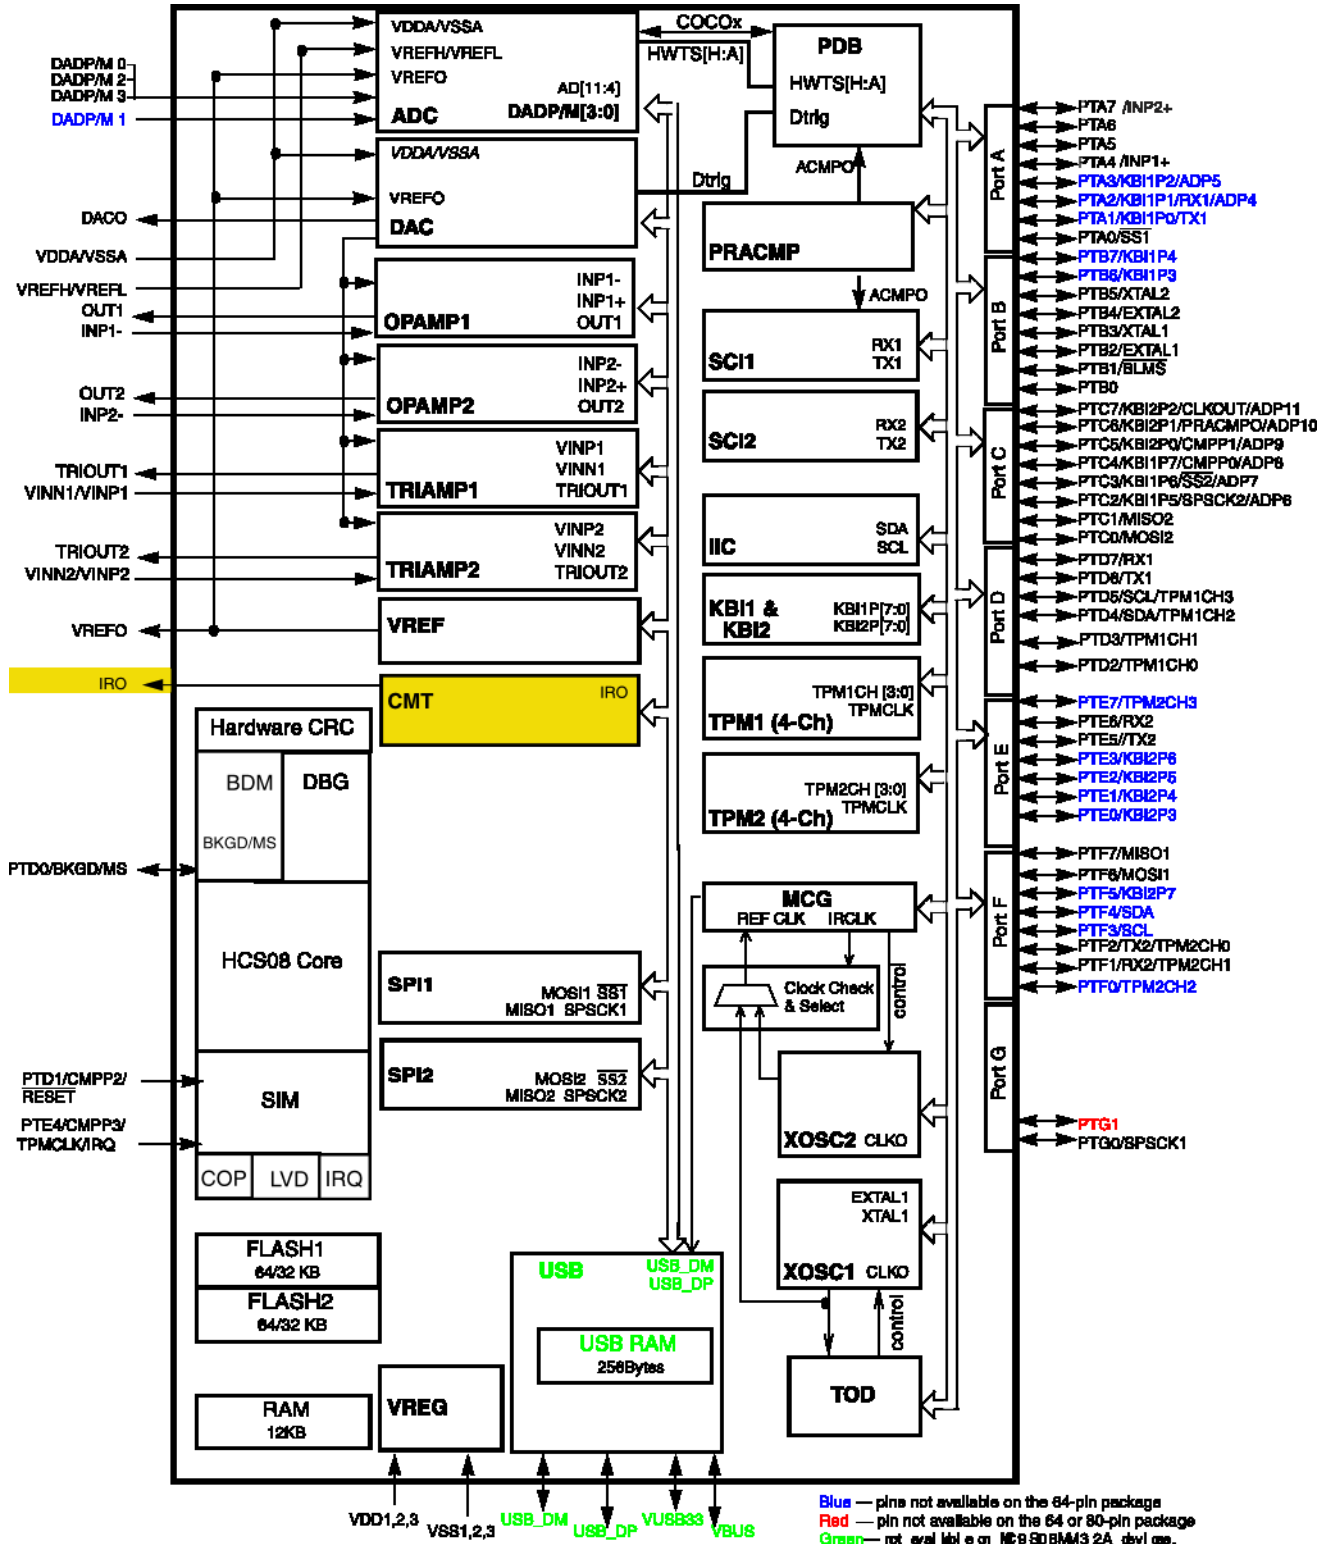 VDDA/VSSA
VREFH/VREFL
VREFO
AD[11:4]
DADP/M[3:0]
ADC
COCOx
HWTS[H:A]
PDB
HWTS[H:A]
Dtrig
DADP/M 0
DADP/M 2
DADP/M 3
DADP/M 1
VDDA/VSSA
VREFO
DAC
Dtrig
ACMPO
DACO
VDDA/VSSA
VREFH/VREFL
OUT1
INP1-
PRACMP
ACMPO
INP1-
INP1+
OUT1
OPAMP1
RX1
TX1
SCI1
INP2-
INP2+
OUT2
OPAMP2
OUT2
INP2-
RX2
TX2
SCI2
VINP1
VINN1
TRIOUT1
TRIAMP1
TRIOUT1
VINN1/VINP1
SDA
SCL
IIC
VINP2
VINN2
TRIOUT2
TRIAMP2
TRIOUT2
VINN2/VINP2
KBI1 &
KBI2
KBI1P[7:0]
KBI2P[7:0]
VREF
VREFO
IRO
CMT
IRO
TPM1CH [3:0]
TPMCLK
TPM1 (4-Ch)
TPM2CH [3:0]
TPMCLK
TPM2 (4-Ch)
Hardware CRC
BDM
DBG
BKGD/MS
PTD0/BKGD/MS
HCS08 Core
MCG
REF CLK IRCLK
Clock Check
& Select
control
SPI1
MOSI1 SS1
MISO1 SPSCK1
SPI2
MOSI2 SS2
MISO2 SPSCK2
PTD1/CMPP2/
RESET
PTE4/CMPP3/
TPMCLK/IRQ
SIM
COP
LVD
IRQ
XOSC2 CLKO
EXTAL1
XTAL1
XOSC1 CLKO
control
TOD
FLASH1
64/32 KB
FLASH2
64/32 KB
RAM
12KB
VREG
USB
USB_DM
USB_DP
USB RAM
256Bytes
VDD1,2,3
VSS1,2,3
USB_DM
USB_DP
VUSB33
VBUS
Port A
PTA7 /INP2+
PTA6
PTA5
PTA4 /INP1+
PTA3/KBI1P2/ADP5
PTA2/KBI1P1/RX1/ADP4
PTA1/KBI1P0/TX1
PTA0/SS1
Port B
PTB7/KBI1P4
PTB6/KBI1P3
PTB5/XTAL2
PTB4/EXTAL2
PTB3/XTAL1
PTB2/EXTAL1
PTB1/BLMS
PTB0
Port C
PTC7/KBI2P2/CLKOUT/ADP11
PTC6/KBI2P1/PRACMPO/ADP10
PTC5/KBI2P0/CMPP1/ADP9
PTC4/KBI1P7/CMPP0/ADP8
PTC3/KBI1P6/SS2/ADP7
PTC2/KBI1P5/SPSCK2/ADP6
PTC1/MISO2
PTC0/MOSI2
Port D
PTD7/RX1
PTD6/TX1
PTD5/SCL/TPM1CH3
PTD4/SDA/TPM1CH2
PTD3/TPM1CH1
PTD2/TPM1CH0
Port E
PTE7/TPM2CH3
PTE6/RX2
PTE5//TX2
PTE3/KBI2P6
PTE2/KBI2P5
PTE1/KBI2P4
PTE0/KBI2P3
Port F
PTF7/MISO1
PTF6/MOSI1
PTF5/KBI2P7
PTF4/SDA
PTF3/SCL
PTF2/TX2/TPM2CH0
PTF1/RX2/TPM2CH1
PTF0/TPM2CH2
Port G
PTG1
PTG0/SPSCK1
Blue — pins not available on the 64-pin package
Red — pin not available on the 64 or 80-pin package
Green — not available on MC9S08MM32A devices.